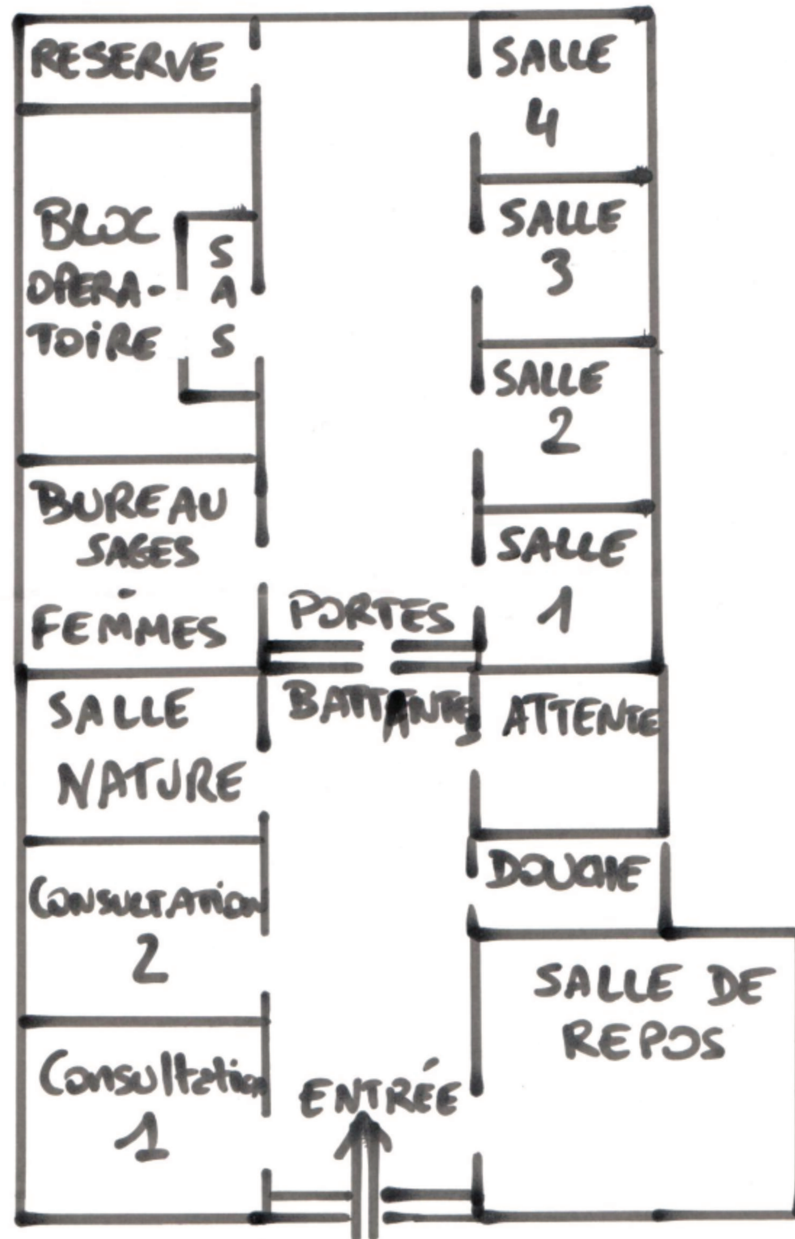 RESERVE
BLOC
OPERA-
TOIRE
S
A
S
BUREAU
SAGES
-
FEMMES
SALLE
NATURE
CONSULTATION
2
Consultation
1
SALLE
4
SALLE
3
SALLE
2
SALLE
1
PORTES
BATTANTES
ATTENTE
DOUCHE
SALLE DE
REPOS
ENTRÉE